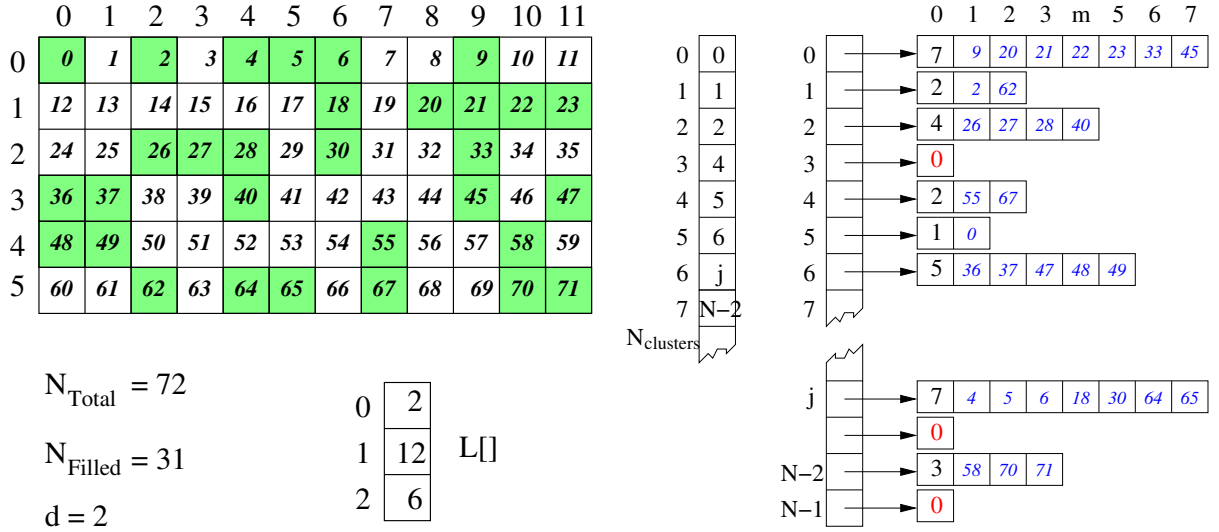 0 1 2 3 4 5 6 7 8 9 10 11
0 0 1 2 3 4 5 6 7 8 9 10 11
1 12 13 14 15 16 17 18 19 20 21 22 23
2 24 25 26 27 28 29 30 31 32 33 34 35
3 36 37 38 39 40 41 42 43 44 45 46 47
4 48 49 50 51 52 53 54 55 56 57 58 59
5 60 61 62 63 64 65 66 67 68 69 70 71
N_Total = 72
N_Filled = 31
d = 2
0 2
1 12 L[]
2 6
0 0
1 1
2 2
3 4
4 5
5 6
6 j
7 N−2
N_clusters
0 1 2 3 m 5 6 7
0 7 9 20 21 22 23 33 45
1 2 2 62
2 4 26 27 28 40
3 0
4 2 55 67
5 1 0
6 5 36 37 47 48 49
7
j 7 4 5 6 18 30 64 65
0
N−2 3 58 70 71
N−1 0